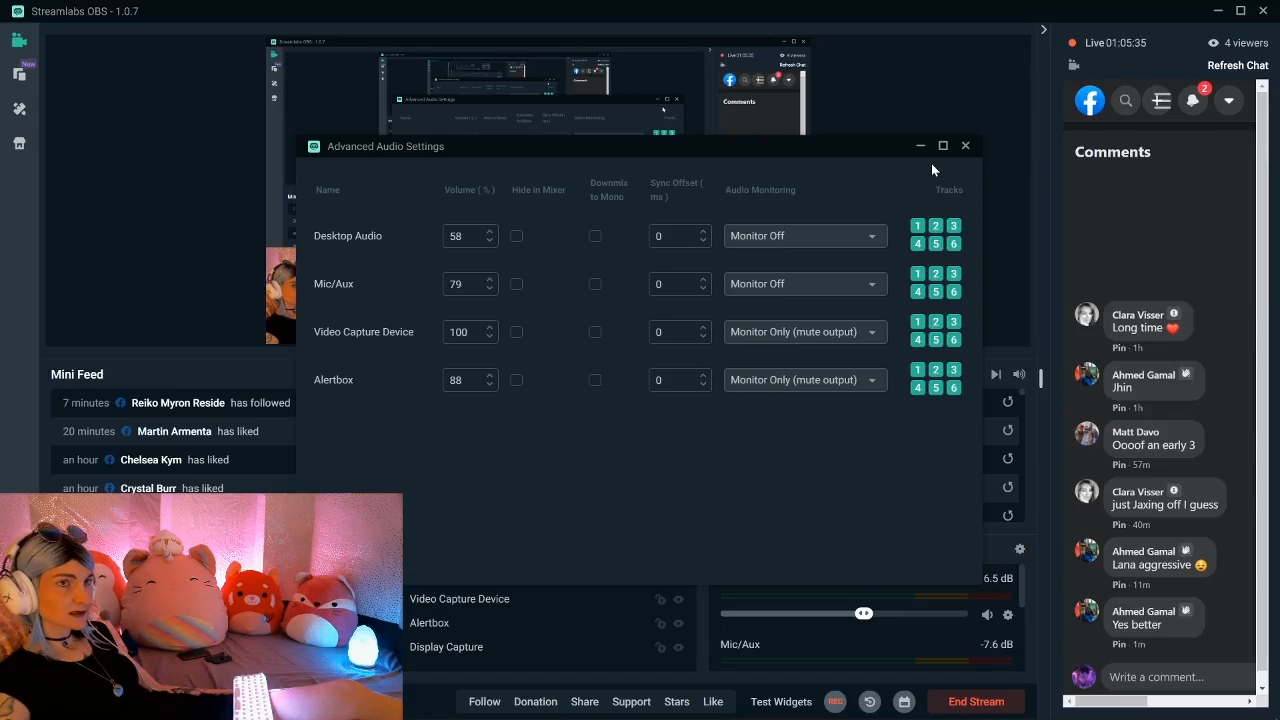 Streamlabs OBS - 1.0.7
New
Live 01:05:35
4 viewers
Refresh Chat
2
Comments
Advanced Audio Settings
Name
Volume ( % )
Hide in Mixer
Downmix
to Mono
Sync Offset (
ms )
Audio Monitoring
Tracks
Desktop Audio
58
0
Monitor Off
1 2 3
4 5 6
Mic/Aux
79
0
Monitor Off
1 2 3
4 5 6
Video Capture Device
100
0
Monitor Only (mute output)
1 2 3
4 5 6
Alertbox
88
0
Monitor Only (mute output)
1 2 3
4 5 6
Mini Feed
7 minutes Reiko Myron Reside has followed
20 minutes Martin Armenta has liked
an hour Chelsea Kym has liked
an hour Crystal Burr has liked
Video Capture Device
Alertbox
Display Capture
6.5 dB
Mic/Aux
-7.6 dB
Follow
Donation
Share
Support
Stars
Like
Test Widgets
REC
End Stream
Clara Visser
Long time ❤️
Pin · 1h
Ahmed Gamal
Jhin
Pin · 1h
Matt Davo
Oooof an early 3
Pin · 57m
Clara Visser
just Jaxing off I guess
Pin · 40m
Ahmed Gamal
Lana aggressive 😏
Pin · 11m
Ahmed Gamal
Yes better
Pin · 1m
Write a comment...